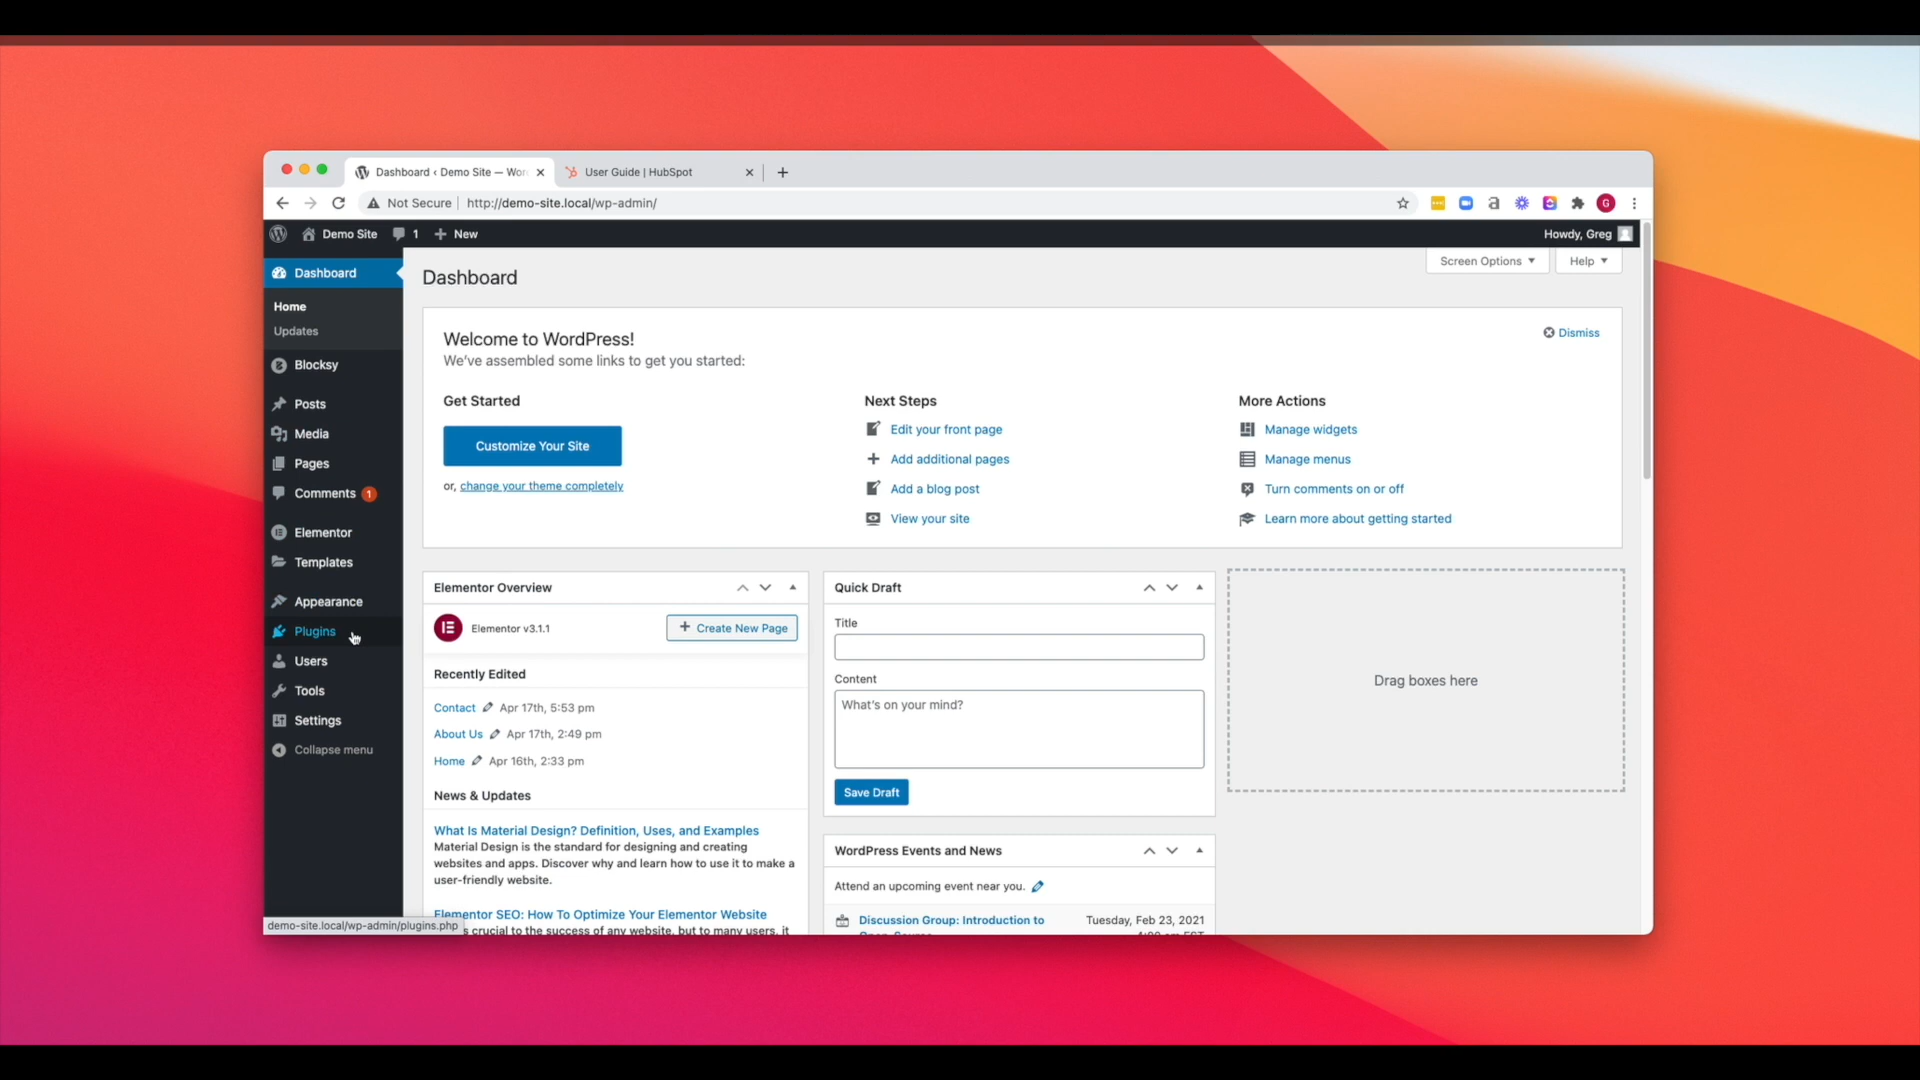 Dashboard ‹ Demo Site — Wor
User Guide | HubSpot
Not Secure
http://demo-site.local/wp-admin/
G
Demo Site
1
New
Howdy, Greg
Dashboard
Home
Updates
Blocksy
Posts
Media
Pages
Comments 1
Elementor
Templates
Appearance
Plugins
Users
Tools
Settings
Collapse menu
Dashboard
Screen Options
Help
Welcome to WordPress!
We've assembled some links to get you started:
Dismiss
Get Started
Customize Your Site
or, change your theme completely
Next Steps
Edit your front page
Add additional pages
Add a blog post
View your site
More Actions
Manage widgets
Manage menus
Turn comments on or off
Learn more about getting started
Elementor Overview
Elementor v3.1.1
Create New Page
Recently Edited
Contact Apr 17th, 5:53 pm
About Us Apr 17th, 2:49 pm
Home Apr 16th, 2:33 pm
News & Updates
What Is Material Design? Definition, Uses, and Examples
Material Design is the standard for designing and creating
websites and apps. Discover why and learn how to use it to make a
user-friendly website.
Elementor SEO: How To Optimize Your Elementor Website
is crucial to the success of any website, but to many users, it
Quick Draft
Title
Content
What's on your mind?
Save Draft
WordPress Events and News
Attend an upcoming event near you.
Discussion Group: Introduction to
Tuesday, Feb 23, 2021
Drag boxes here
demo-site.local/wp-admin/plugins.php